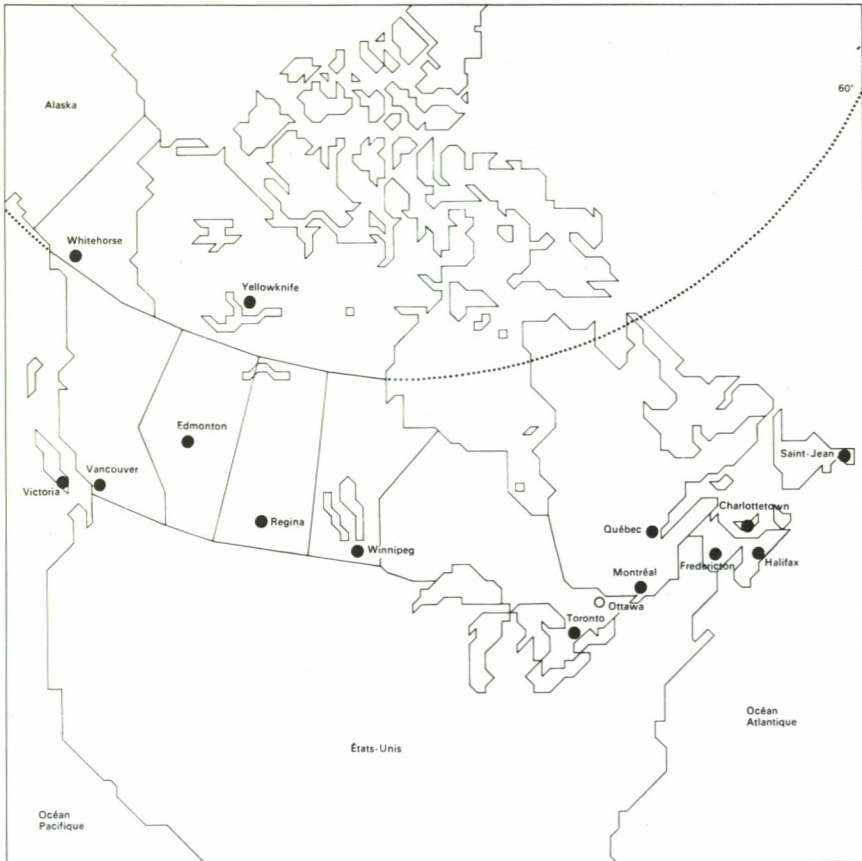 60°
Alaska
Whitehorse
Yellowknife
Edmonton
Saint-Jean
Vancouver
Victoria
Regina
Charlottetown
Québec
Winnipeg
Fredericton
Halifax
Montréal
Ottawa
Toronto
Océan
Atlantique
États-Unis
Océan
Pacifique